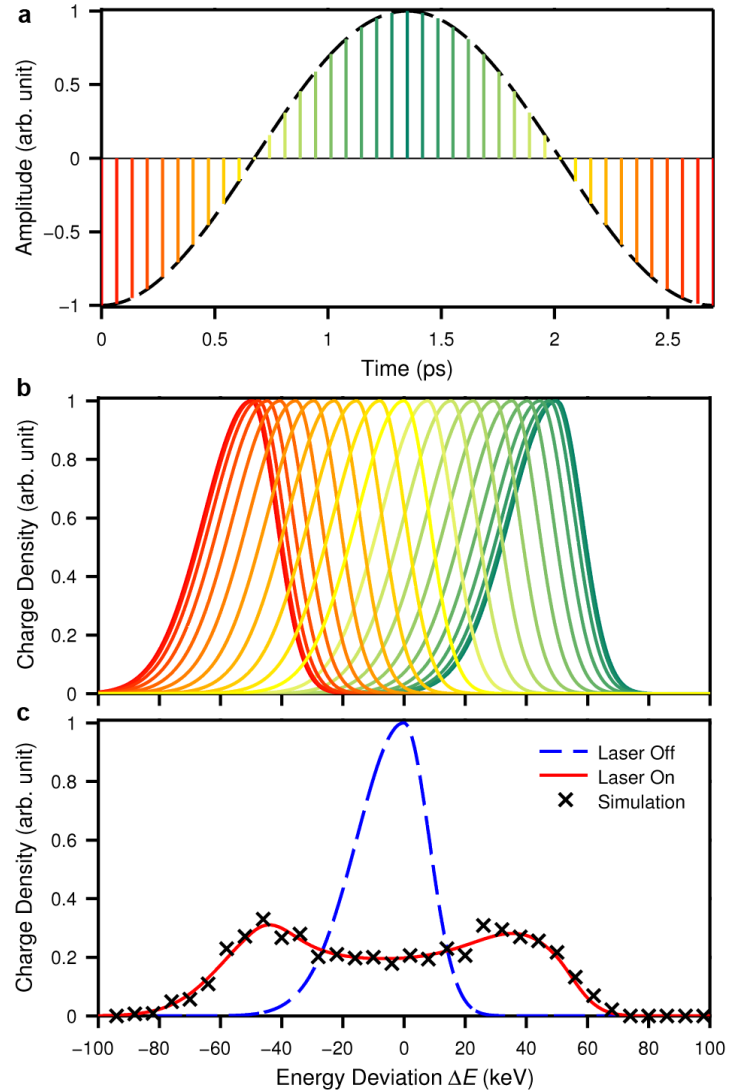 a
Amplitude (arb. unit)
1
0.5
0
−0.5
−1
0 0.5 1 1.5 2 2.5
Time (ps)
b
Charge Density (arb. unit)
1
0.8
0.6
0.4
0.2
0
c
Charge Density (arb. unit)
1
0.8
0.6
0.4
0.2
0
Laser Off
Laser On
Simulation
−100 −80 −60 −40 −20 0 20 40 60 80 100
Energy Deviation ΔE (keV)